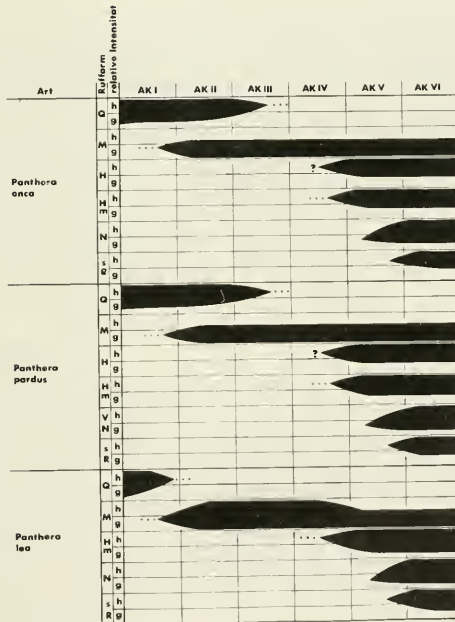 Art
Rufform
relative Intensität
AK I AK II AK III AK IV AK V AK VI
Panthera
onca
Q h
g
M h
g
H h
g
?
H
m h
g
N h
g
s
R h
g
Panthera
pardus
Q h
g
M h
g
H h
g
?
H
m h
g
V
N h
g
s
R h
g
Panthera
leo
Q h
g
M h
g
H
m h
g
N h
g
s
R h
g